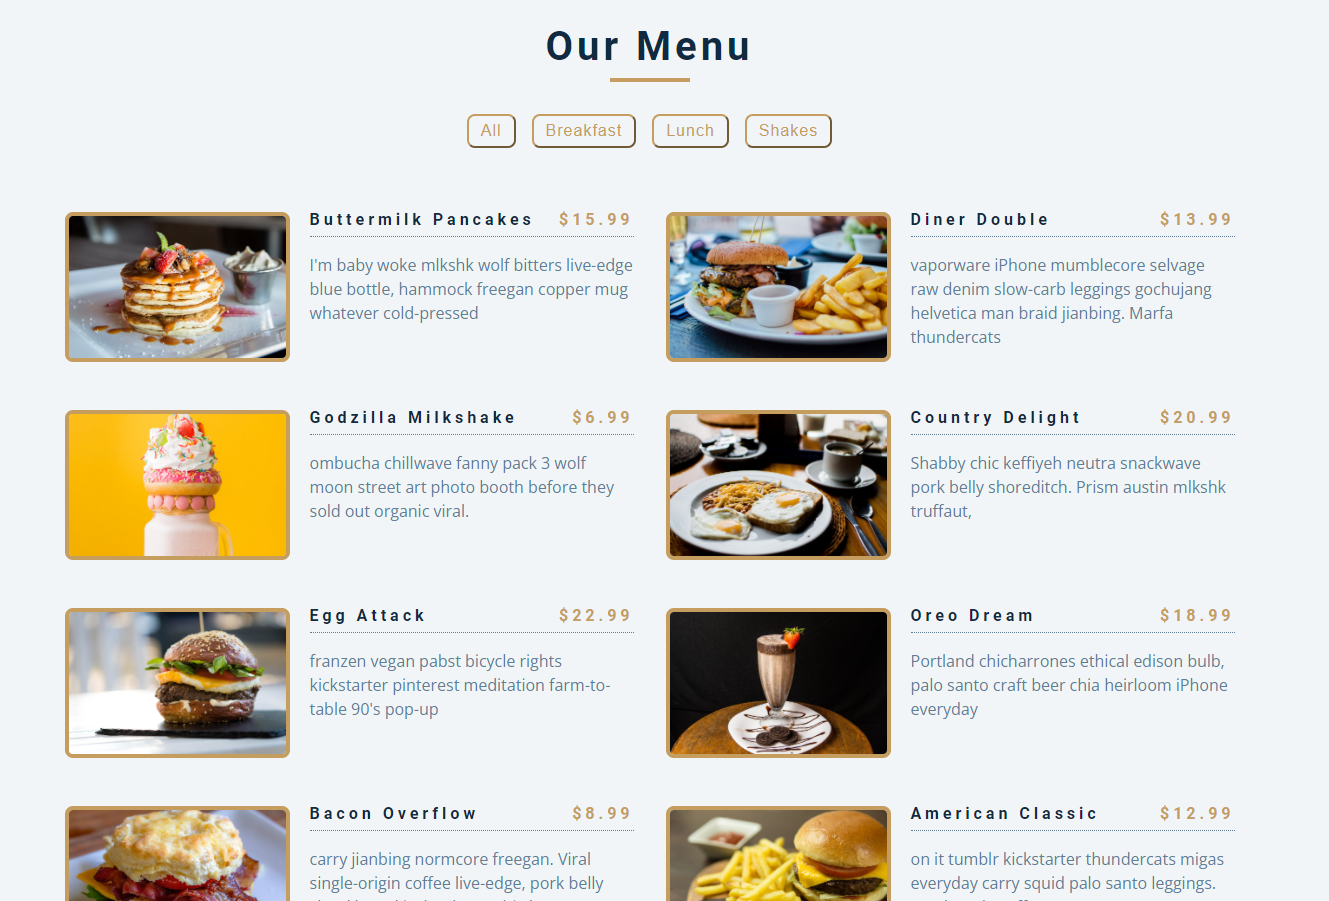 Our Menu
All
Breakfast
Lunch
Shakes
Buttermilk Pancakes $15.99
I'm baby woke mlkshk wolf bitters live-edge
blue bottle, hammock freegan copper mug
whatever cold-pressed
Diner Double $13.99
vaporware iPhone mumblecore selvage
raw denim slow-carb leggings gochujang
helvetica man braid jianbing. Marfa
thundercats
Godzilla Milkshake $6.99
ombucha chillwave fanny pack 3 wolf
moon street art photo booth before they
sold out organic viral.
Country Delight $20.99
Shabby chic keffiyeh neutra snackwave
pork belly shoreditch. Prism austin mlkshk
truffaut,
Egg Attack $22.99
franzen vegan pabst bicycle rights
kickstarter pinterest meditation farm-to-
table 90's pop-up
Oreo Dream $18.99
Portland chicharrones ethical edison bulb,
palo santo craft beer chia heirloom iPhone
everyday
Bacon Overflow $8.99
carry jianbing normcore freegan. Viral
single-origin coffee live-edge, pork belly
American Classic $12.99
on it tumblr kickstarter thundercats migas
everyday carry squid palo santo leggings.